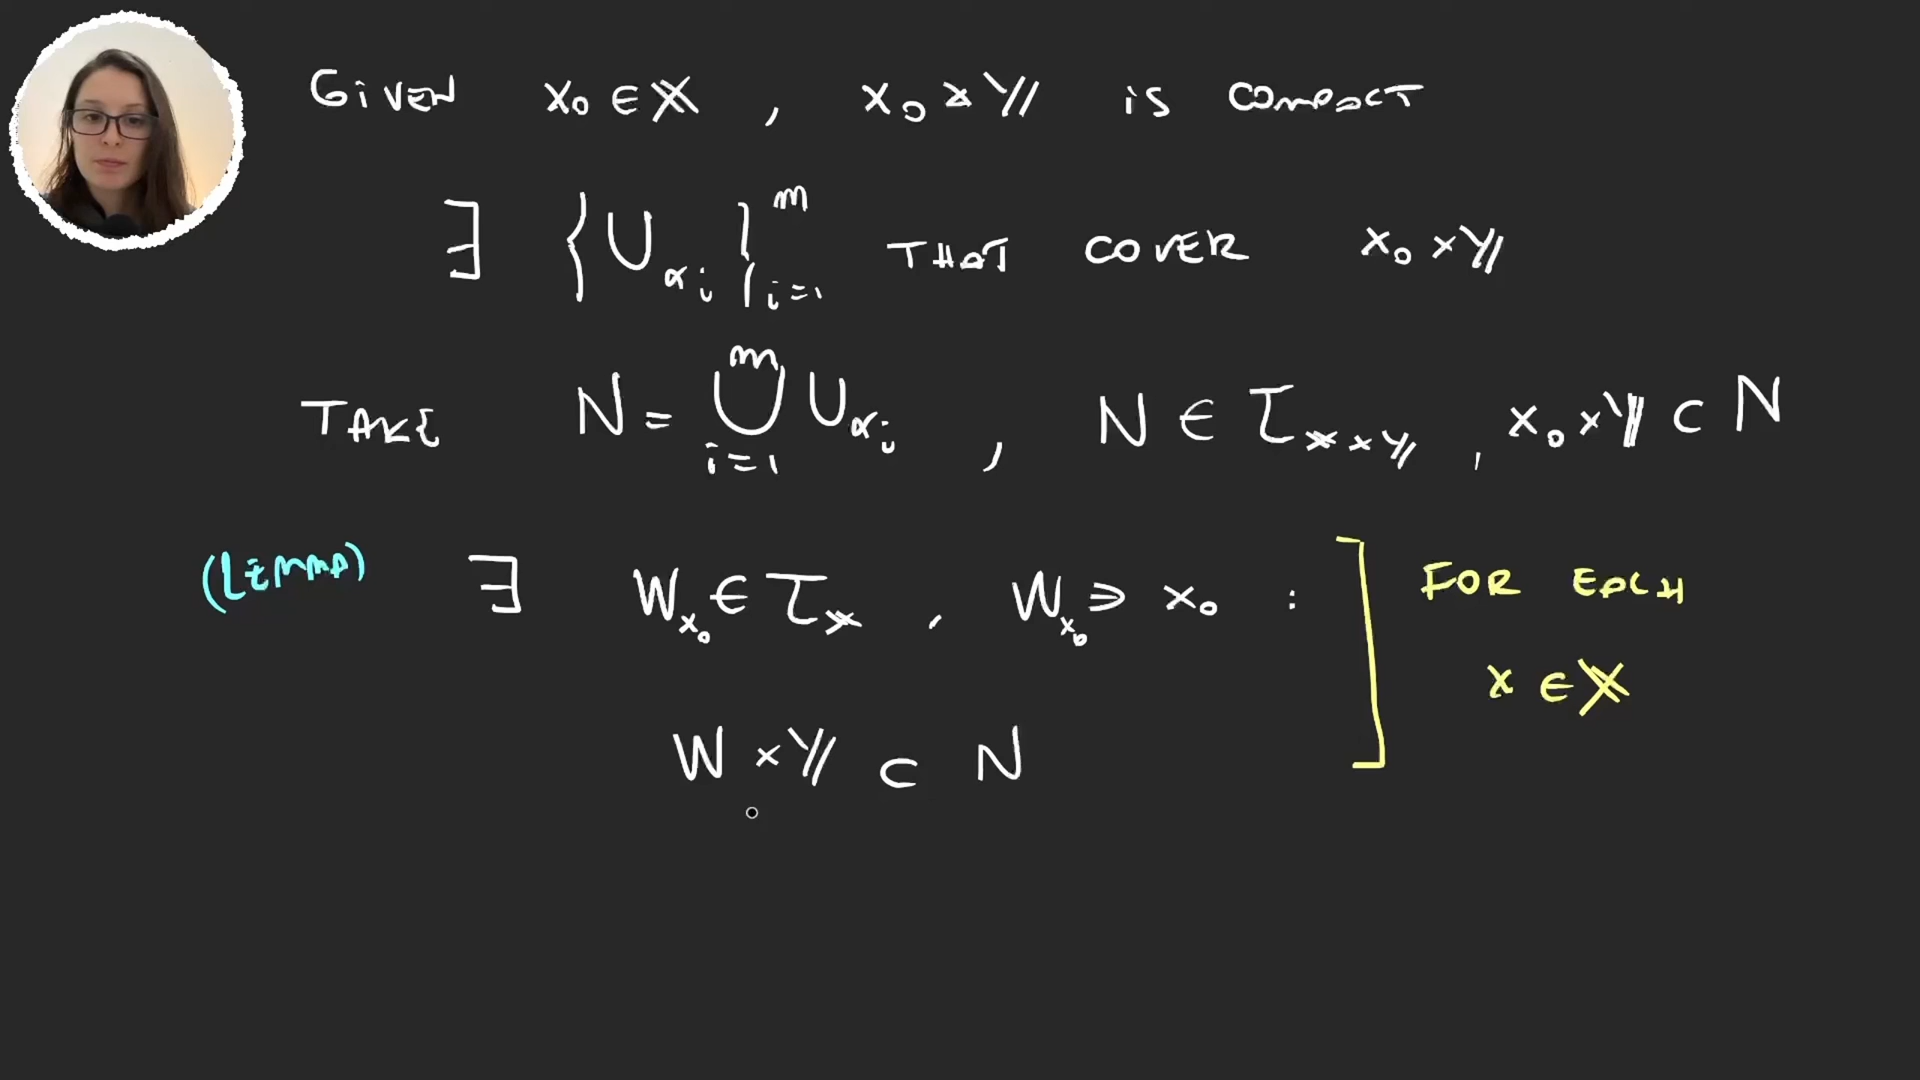 GIVEN x₀ ∈ 𝕏 , x₀ × 𝕐 is compact
∃ {U_αᵢ}ᵢ₌₁ᵐ THAT COVER x₀ × 𝕐
TAKE N = ⋃ᵢ₌₁ᵐ U_αᵢ , N ∈ τ_𝕏×𝕐 , x₀ × 𝕐 ⊂ N
(LEMMA) ∃ W_x₀ ∈ τ_𝕏 , W_x₀ ∋ x₀ : ] FOR EACH
x ∈ 𝕏
W × 𝕐 ⊂ N